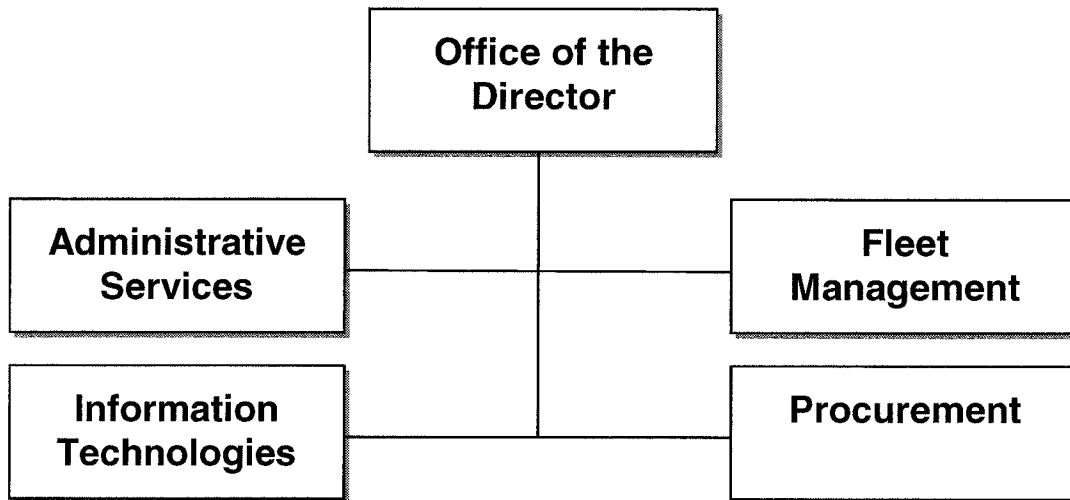 Office of the
Director
Administrative
Services
Fleet
Management
Information
Technologies
Procurement